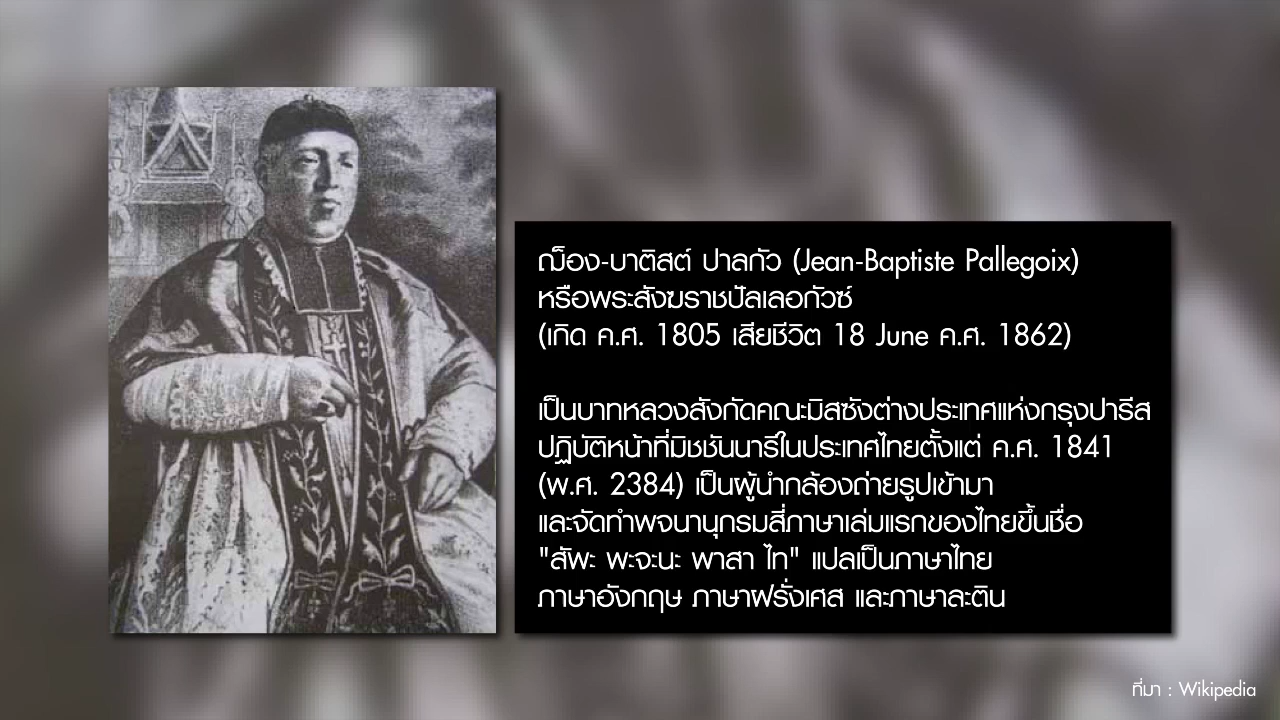 ฌ็อง-บาติสต์ ปาลกัว (Jean-Baptiste Pallegoix)
หรือพระสังฆราชปัลเลอกัวซ์
(เกิด ค.ศ. 1805 เสียชีวิต 18 June ค.ศ. 1862)
เป็นบาทหลวงสังกัดคณะมิสซังต่างประเทศแห่งกรุงปารีส
ปฏิบัติหน้าที่มิชชันนารีในประเทศไทยตั้งแต่ ค.ศ. 1841
(พ.ศ. 2384) เป็นผู้นำกล้องถ่ายรูปเข้ามา
และจัดทำพจนานุกรมสี่ภาษาเล่มแรกของไทยขึ้นชื่อ
"สัพะ พะจะนะ พาสา ไท" แปลเป็นภาษาไทย
ภาษาอังกฤษ ภาษาฝรั่งเศส และภาษาละติน
ที่มา : Wikipedia